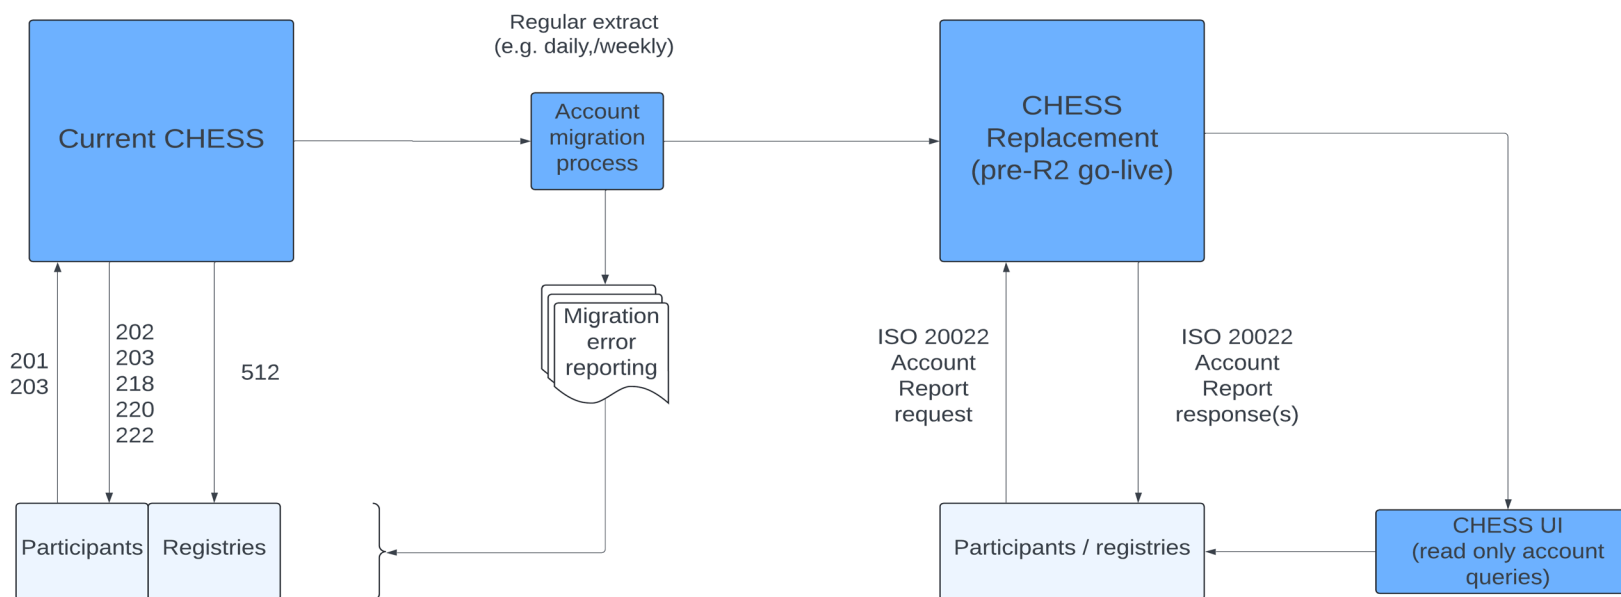 Regular extract
(e.g. daily,/weekly)
Current CHESS
Account
migration
process
CHESS
Replacement
(pre-R2 go-live)
201
203
202
203
218
220
222
512
Migration
error
reporting
ISO 20022
Account
Report
request
ISO 20022
Account
Report
response(s)
Participants
Registries
Participants / registries
CHESS UI
(read only account
queries)